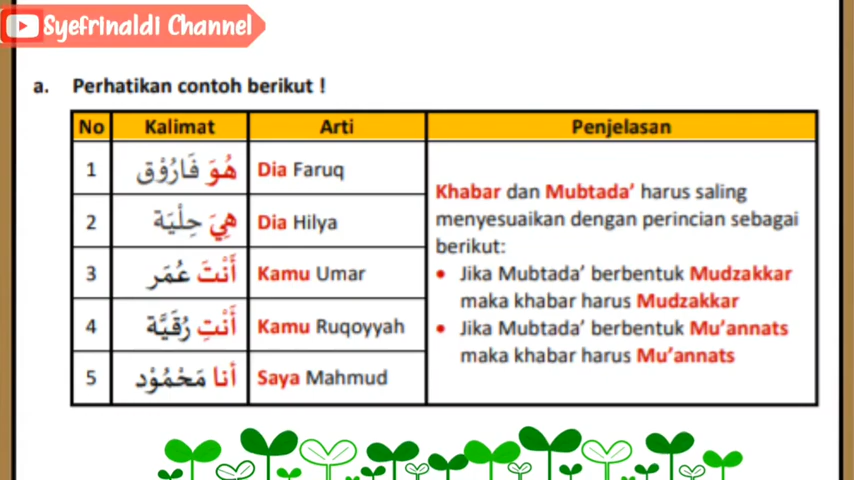 Syefrinaldi Channel
a. Perhatikan contoh berikut !
No Kalimat Arti Penjelasan
1 هُوَ فَارُوْق Dia Faruq
2 هِيَ حِلْيَة Dia Hilya
3 أَنْتَ عُمَر Kamu Umar
4 أَنْتِ رُقَيَّة Kamu Ruqoyyah
5 أنا مَحْمُوْد Saya Mahmud
Khabar dan Mubtada’ harus saling
menyesuaikan dengan perincian sebagai
berikut:
• Jika Mubtada’ berbentuk Mudzakkar
maka khabar harus Mudzakkar
• Jika Mubtada’ berbentuk Mu’annats
maka khabar harus Mu’annats